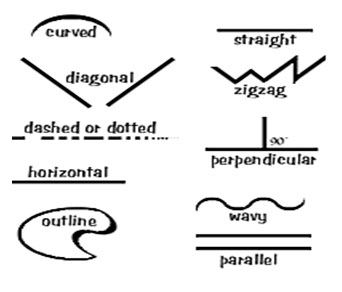 curved
straight
diagonal
zigzag
dashed or dotted
90°
perpendicular
horizontal
outline
wavy
parallel